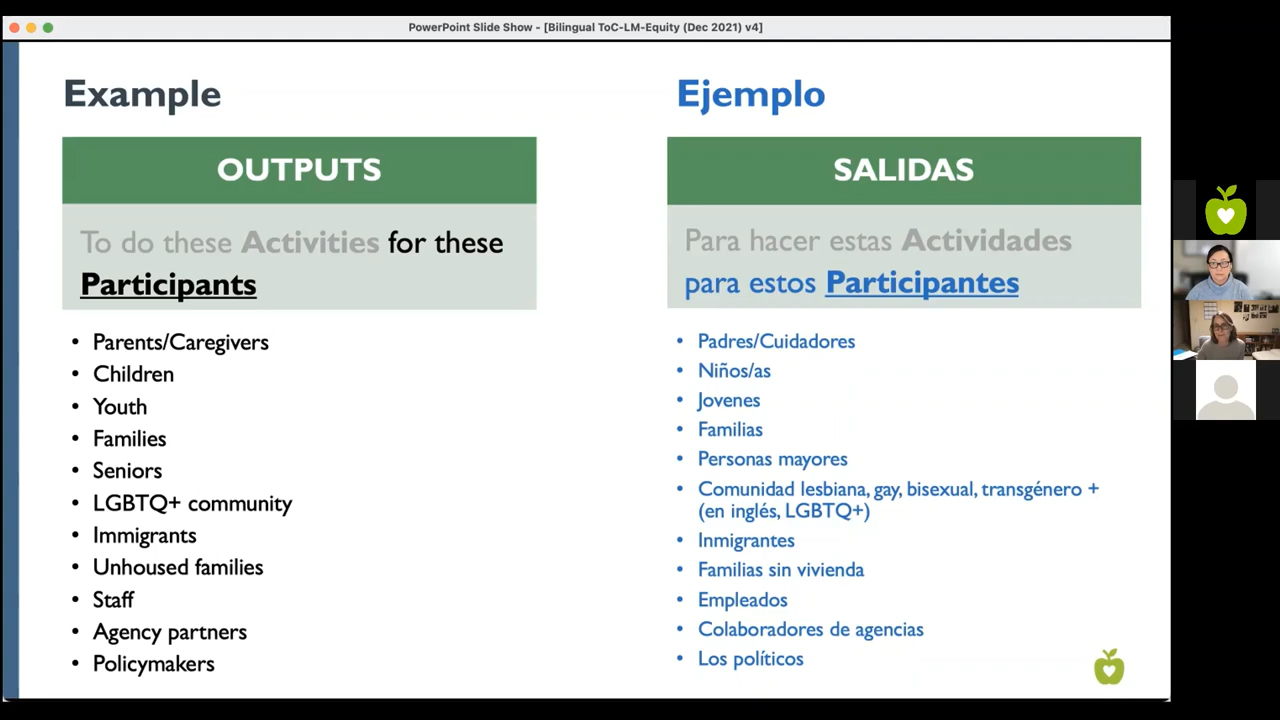 PowerPoint Slide Show - [Bilingual ToC-LM-Equity (Dec 2021) v4]
Example
OUTPUTS
To do these Activities for these
Participants
• Parents/Caregivers
• Children
• Youth
• Families
• Seniors
• LGBTQ+ community
• Immigrants
• Unhoused families
• Staff
• Agency partners
• Policymakers
Ejemplo
SALIDAS
Para hacer estas Actividades
para estos Participantes
• Padres/Cuidadores
• Niños/as
• Jovenes
• Familias
• Personas mayores
• Comunidad lesbiana, gay, bisexual, transgénero +
(en inglés, LGBTQ+)
• Inmigrantes
• Familias sin vivienda
• Empleados
• Colaboradores de agencias
• Los políticos